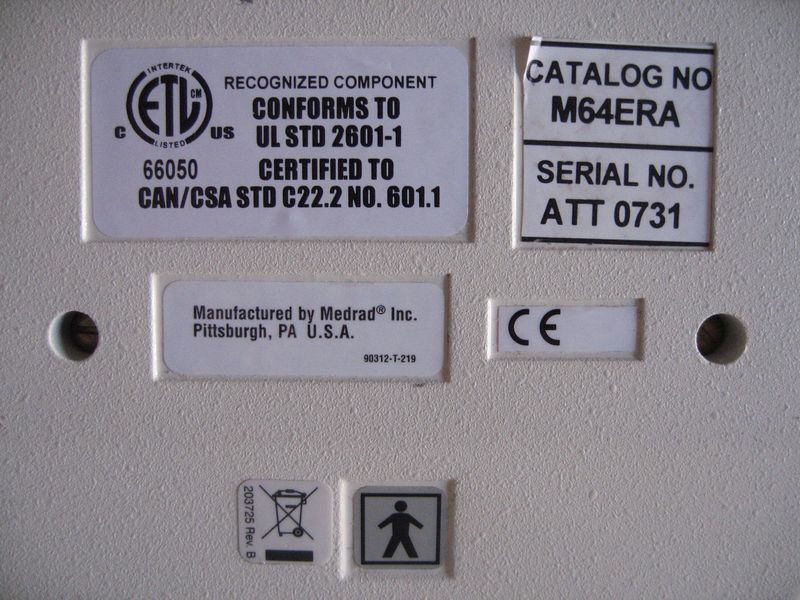 INTERTEK
ETL CM
LISTED
C US
RECOGNIZED COMPONENT
CONFORMS TO
UL STD 2601-1
66050 CERTIFIED TO
CAN/CSA STD C22.2 NO. 601.1
CATALOG NO
M64ERA
SERIAL NO.
ATT 0731
Manufactured by Medrad® Inc.
Pittsburgh, PA U.S.A.
90312-T-219
CE
203725 Rev. B